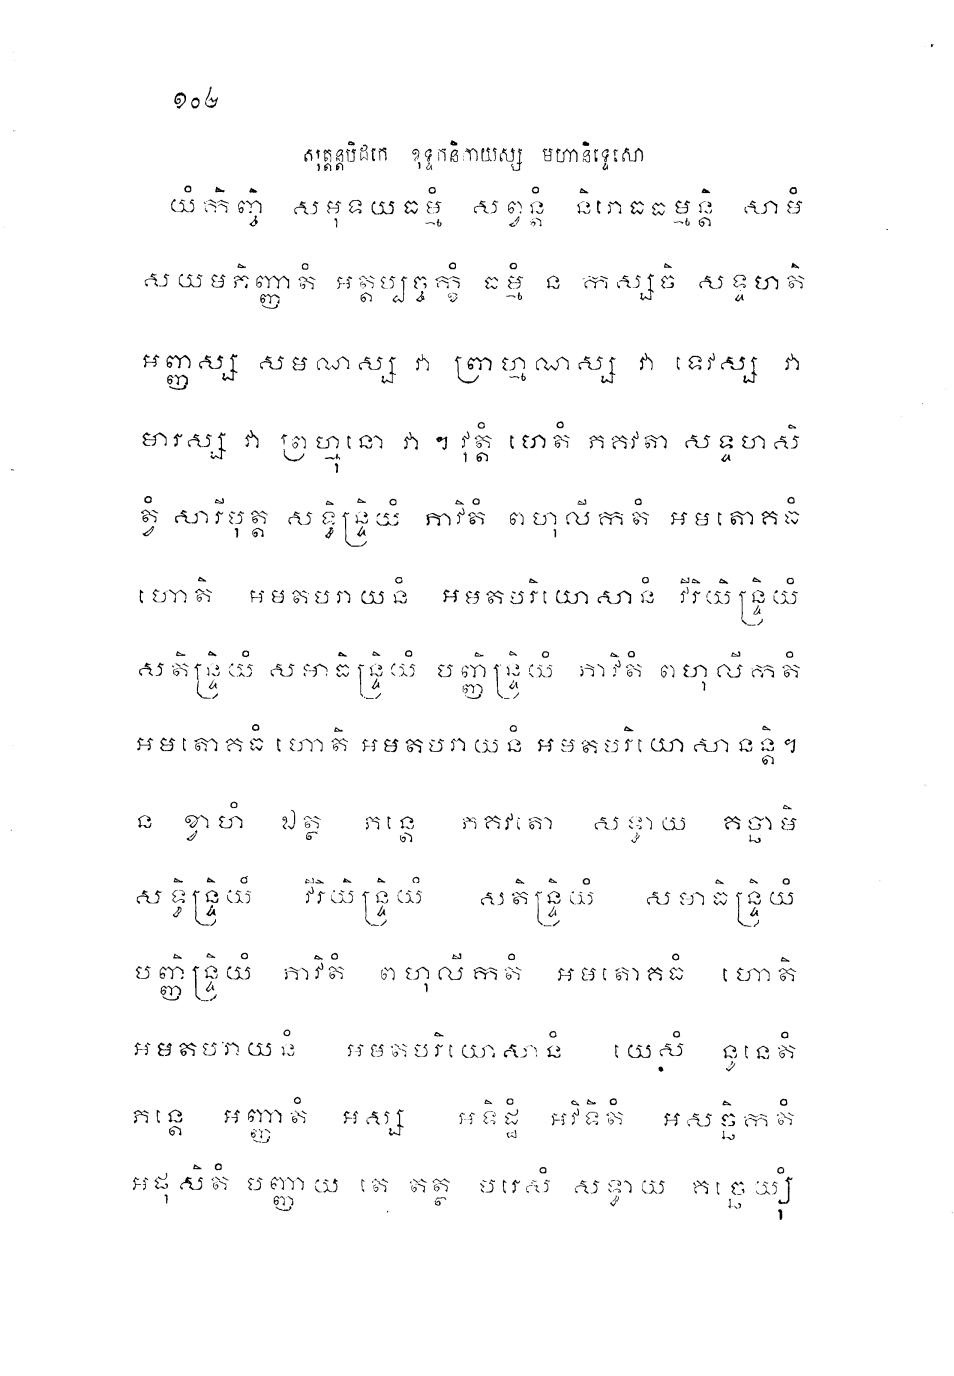 ១០៤
សុត្តន្តបិដកេ ខុទ្ទកនិកាយស្ស មហានិទ្ទេសោ
យំកិញ្ចិ សមុទយធម្មំ សព្វន្តំ និរោធធម្មន្តិ សាមំ
សយមភិញ្ញាតំ អត្តប្បច្ចក្ខំ ធម្មំ ន កស្សចិ សទ្ទហតិ
អញ្ញស្ស សមណស្ស វា ព្រាហ្មណស្ស វា ទេវស្ស វា
មារស្ស វា ព្រហ្មុនោ វា ។ វុត្តំ ហេតំ ភគវតា សទ្ទហសិ
ត្វំ សារីបុត្ត សទ្ធិន្ទ្រិយំ ភាវិតំ ពហុលីកតំ អមតោគធំ
ហោតិ អមតបរាយនំ អមតបរិយោសានំ វីរិយិន្ទ្រិយំ
សតិន្ទ្រិយំ សមាធិន្ទ្រិយំ បញ្ញិន្ទ្រិយំ ភាវិតំ ពហុលីកតំ
អមតោគធំ ហោតិ អមតបរាយនំ អមតបរិយោសានន្តិ។
ន ខ្វាហំ ឯត្ថ ភន្តេ ភគវតោ សទ្ធាយ គច្ឆាមិ
សទ្ធិន្ទ្រិយំ វីរិយិន្ទ្រិយំ សតិន្ទ្រិយំ សមាធិន្ទ្រិយំ
បញ្ញិន្ទ្រិយំ ភាវិតំ ពហុលីកតំ អមតោគធំ ហោតិ
អមតបរាយនំ អមតបរិយោសានំ យេសំ នូនេតំ
ភន្តេ អញ្ញាតំ អស្ស អទិដ្ឋំ អវិទិតំ អសច្ឆិកតំ
អផុសិតំ បញ្ញាយ តេ តត្ថ បរេសំ សទ្ធាយ គច្ឆេយ្យុំ